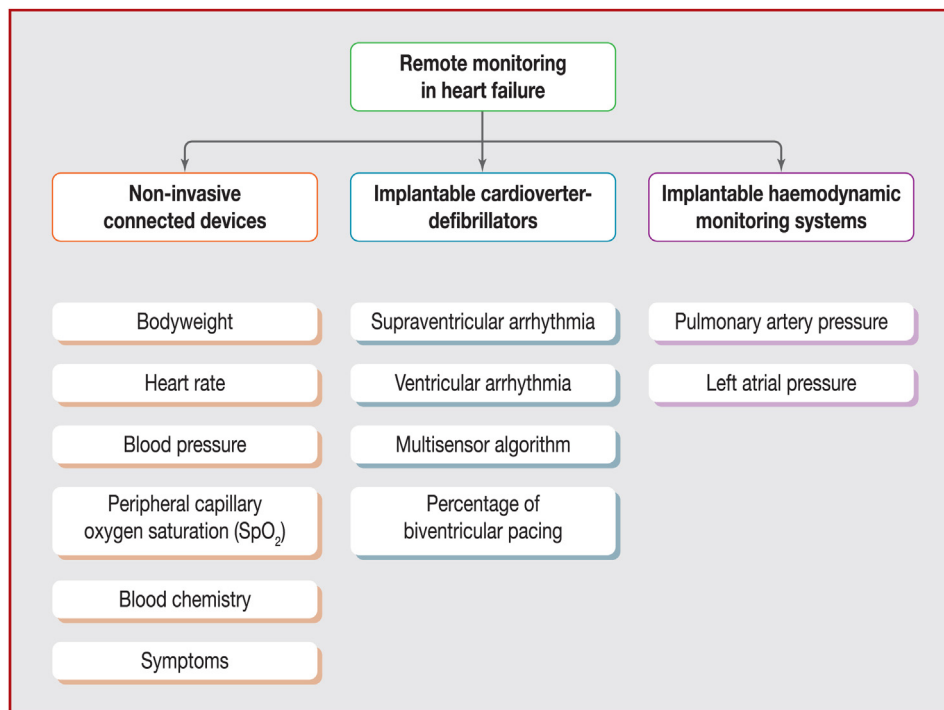 Remote monitoring
in heart failure
Non-invasive
connected devices
Implantable cardioverter-
defibrillators
Implantable haemodynamic
monitoring systems
Bodyweight
Heart rate
Blood pressure
Peripheral capillary
oxygen saturation (SpO₂)
Blood chemistry
Symptoms
Supraventricular arrhythmia
Ventricular arrhythmia
Multisensor algorithm
Percentage of
biventricular pacing
Pulmonary artery pressure
Left atrial pressure